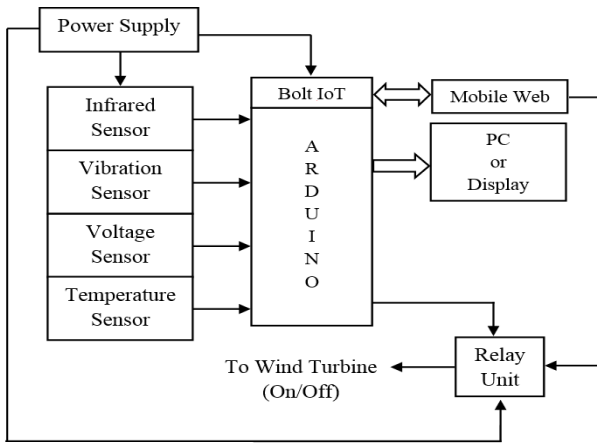 Power Supply
Infrared
Sensor
Vibration
Sensor
Voltage
Sensor
Temperature
Sensor
Bolt IoT
A
R
D
U
I
N
O
Mobile Web
PC
or
Display
Relay
Unit
To Wind Turbine
(On/Off)